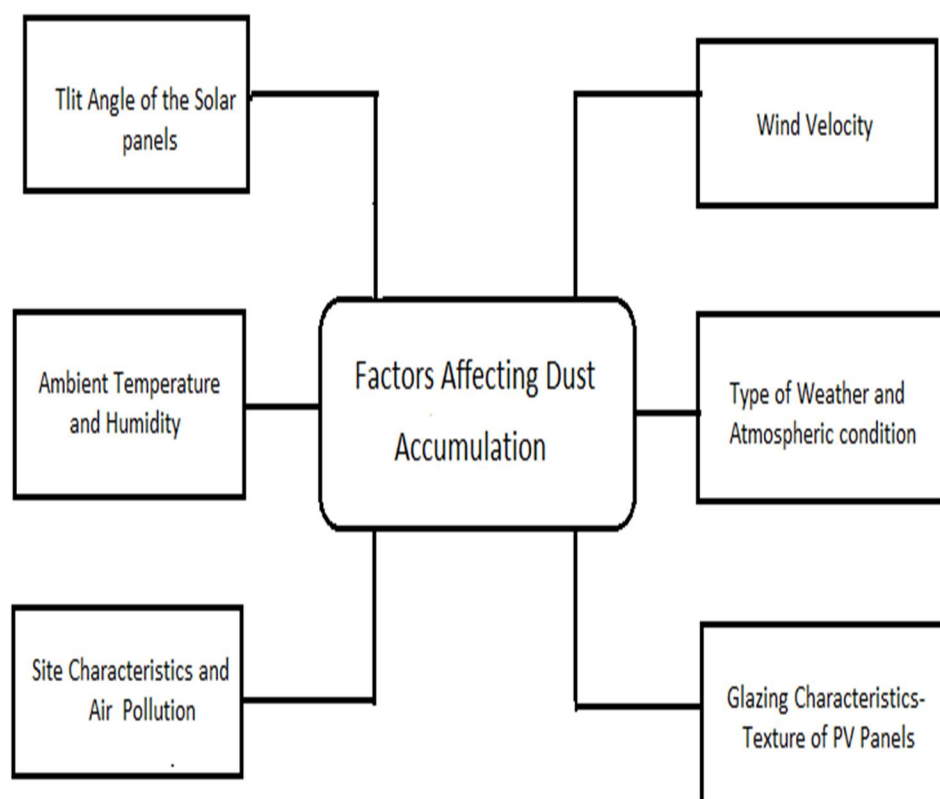 Tlit Angle of the Solar
panels
Wind Velocity
Factors Affecting Dust
Accumulation
Ambient Temperature
and Humidity
Type of Weather and
Atmospheric condition
Site Characteristics and
Air Pollution
Glazing Characteristics-
Texture of PV Panels